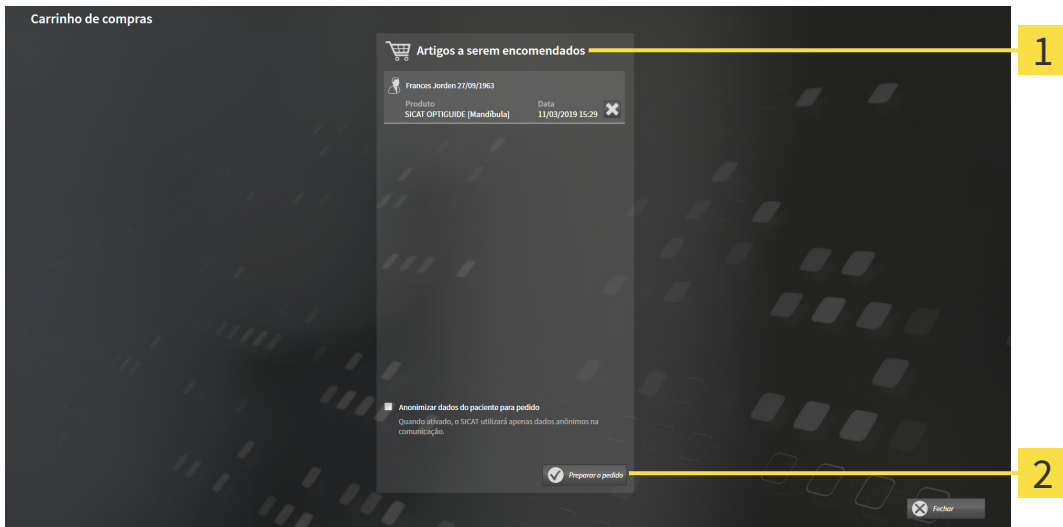 Carrinho de compras
Artigos a serem encomendados
1
Frances Jorden 27/09/1963
Produto Data
SICAT OPTIGUIDE [Mandíbula] 11/03/2019 15:29
Anonimizar dados do paciente para pedido
Quando ativado, o SICAT utilizará apenas dados anônimos na
comunicação.
Preparar o pedido
2
Fechar